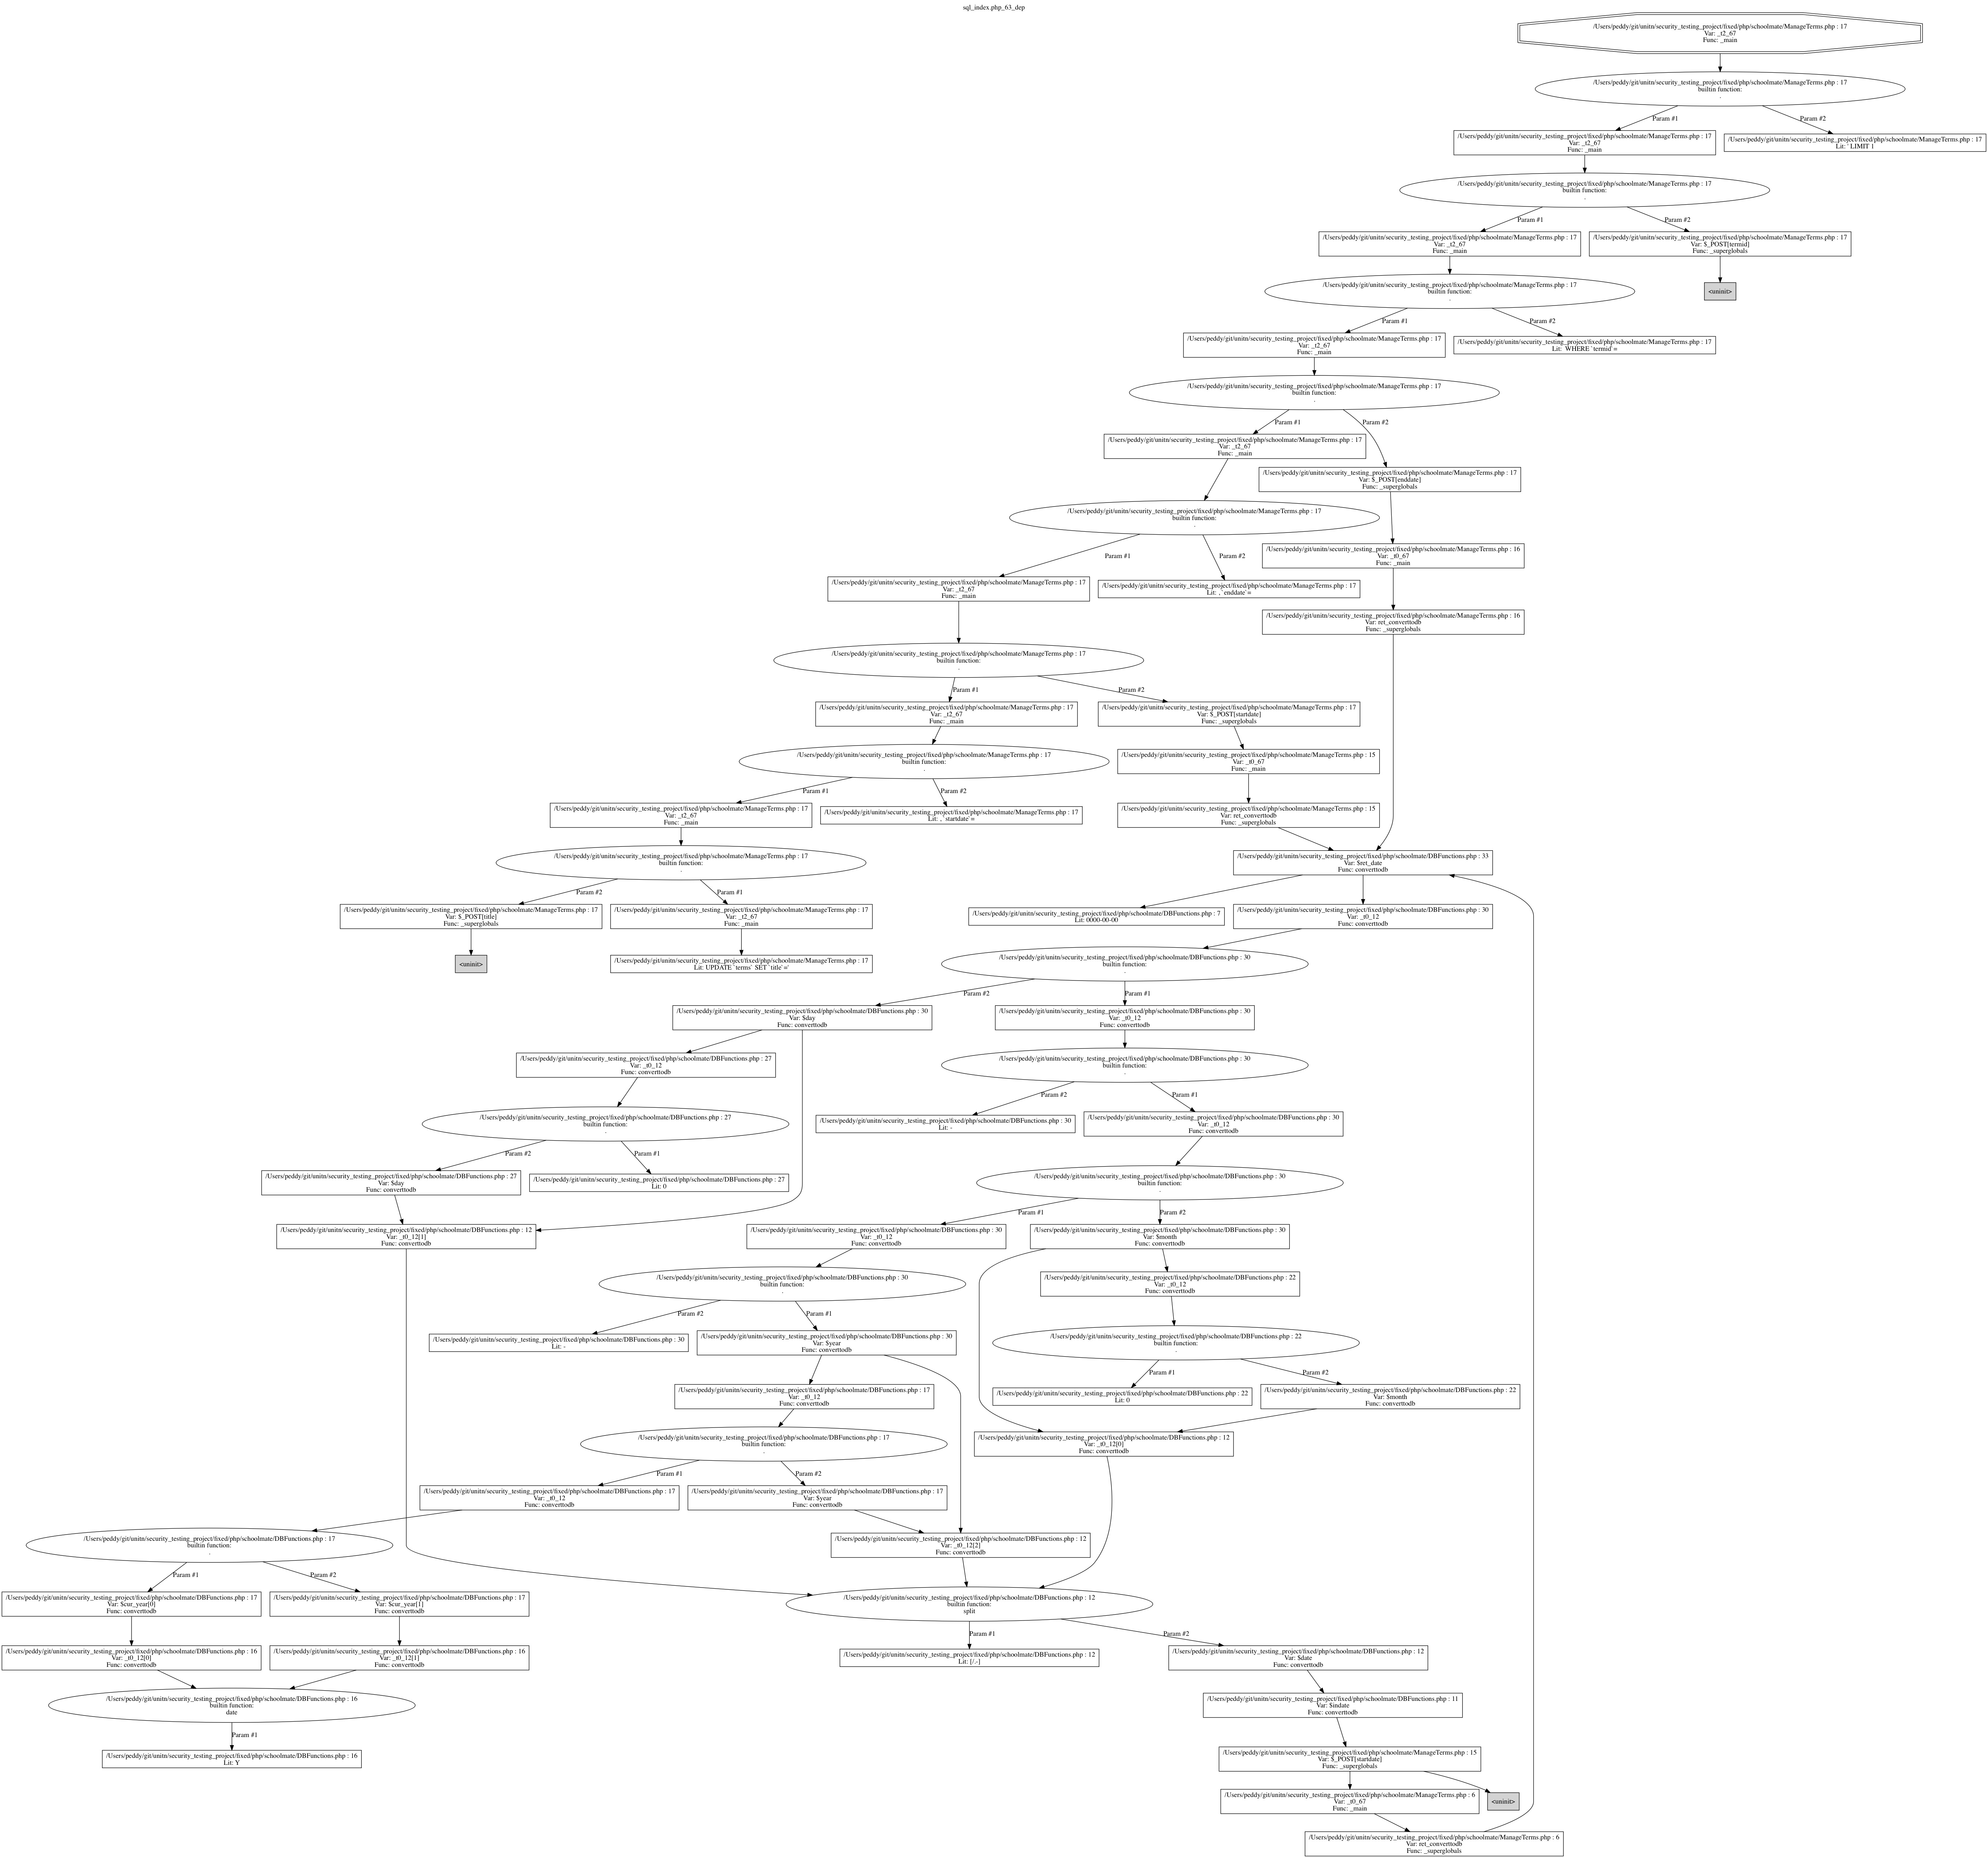 sql_index.php_63_dep
/Users/peddy/git/unitn/security_testing_project/fixed/php/schoolmate/ManageTerms.php : 17
Var: _t2_67
Func: _main
/Users/peddy/git/unitn/security_testing_project/fixed/php/schoolmate/ManageTerms.php : 17
builtin function:
.
Param #1
Param #2
/Users/peddy/git/unitn/security_testing_project/fixed/php/schoolmate/ManageTerms.php : 17
Var: _t2_67
Func: _main
/Users/peddy/git/unitn/security_testing_project/fixed/php/schoolmate/ManageTerms.php : 17
Lit: ' LIMIT 1
/Users/peddy/git/unitn/security_testing_project/fixed/php/schoolmate/ManageTerms.php : 17
builtin function:
.
Param #1
Param #2
/Users/peddy/git/unitn/security_testing_project/fixed/php/schoolmate/ManageTerms.php : 17
Var: _t2_67
Func: _main
/Users/peddy/git/unitn/security_testing_project/fixed/php/schoolmate/ManageTerms.php : 17
Var: $_POST[termid]
Func: _superglobals
/Users/peddy/git/unitn/security_testing_project/fixed/php/schoolmate/ManageTerms.php : 17
builtin function:
.
<uninit>
Param #1
Param #2
/Users/peddy/git/unitn/security_testing_project/fixed/php/schoolmate/ManageTerms.php : 17
Var: _t2_67
Func: _main
/Users/peddy/git/unitn/security_testing_project/fixed/php/schoolmate/ManageTerms.php : 17
Lit: WHERE `termid`=
/Users/peddy/git/unitn/security_testing_project/fixed/php/schoolmate/ManageTerms.php : 17
builtin function:
.
Param #1
Param #2
/Users/peddy/git/unitn/security_testing_project/fixed/php/schoolmate/ManageTerms.php : 17
Var: _t2_67
Func: _main
/Users/peddy/git/unitn/security_testing_project/fixed/php/schoolmate/ManageTerms.php : 17
Var: $_POST[enddate]
Func: _superglobals
/Users/peddy/git/unitn/security_testing_project/fixed/php/schoolmate/ManageTerms.php : 17
builtin function:
.
Param #1
Param #2
/Users/peddy/git/unitn/security_testing_project/fixed/php/schoolmate/ManageTerms.php : 16
Var: _t0_67
Func: _main
/Users/peddy/git/unitn/security_testing_project/fixed/php/schoolmate/ManageTerms.php : 17
Var: _t2_67
Func: _main
/Users/peddy/git/unitn/security_testing_project/fixed/php/schoolmate/ManageTerms.php : 17
Lit: , `enddate`=
/Users/peddy/git/unitn/security_testing_project/fixed/php/schoolmate/ManageTerms.php : 16
Var: ret_converttodb
Func: _superglobals
/Users/peddy/git/unitn/security_testing_project/fixed/php/schoolmate/ManageTerms.php : 17
builtin function:
.
Param #1
Param #2
/Users/peddy/git/unitn/security_testing_project/fixed/php/schoolmate/ManageTerms.php : 17
Var: _t2_67
Func: _main
/Users/peddy/git/unitn/security_testing_project/fixed/php/schoolmate/ManageTerms.php : 17
Var: $_POST[startdate]
Func: _superglobals
/Users/peddy/git/unitn/security_testing_project/fixed/php/schoolmate/ManageTerms.php : 17
builtin function:
.
/Users/peddy/git/unitn/security_testing_project/fixed/php/schoolmate/ManageTerms.php : 15
Var: _t0_67
Func: _main
Param #1
Param #2
/Users/peddy/git/unitn/security_testing_project/fixed/php/schoolmate/ManageTerms.php : 17
Var: _t2_67
Func: _main
/Users/peddy/git/unitn/security_testing_project/fixed/php/schoolmate/ManageTerms.php : 17
Lit: , `startdate`=
/Users/peddy/git/unitn/security_testing_project/fixed/php/schoolmate/ManageTerms.php : 15
Var: ret_converttodb
Func: _superglobals
/Users/peddy/git/unitn/security_testing_project/fixed/php/schoolmate/ManageTerms.php : 17
builtin function:
.
/Users/peddy/git/unitn/security_testing_project/fixed/php/schoolmate/DBFunctions.php : 33
Var: $ret_date
Func: converttodb
Param #2
Param #1
/Users/peddy/git/unitn/security_testing_project/fixed/php/schoolmate/ManageTerms.php : 17
Var: $_POST[title]
Func: _superglobals
/Users/peddy/git/unitn/security_testing_project/fixed/php/schoolmate/ManageTerms.php : 17
Var: _t2_67
Func: _main
/Users/peddy/git/unitn/security_testing_project/fixed/php/schoolmate/DBFunctions.php : 7
Lit: 0000-00-00
/Users/peddy/git/unitn/security_testing_project/fixed/php/schoolmate/DBFunctions.php : 30
Var: _t0_12
Func: converttodb
<uninit>
/Users/peddy/git/unitn/security_testing_project/fixed/php/schoolmate/ManageTerms.php : 17
Lit: UPDATE `terms` SET `title`='
/Users/peddy/git/unitn/security_testing_project/fixed/php/schoolmate/DBFunctions.php : 30
builtin function:
.
Param #2
Param #1
/Users/peddy/git/unitn/security_testing_project/fixed/php/schoolmate/DBFunctions.php : 30
Var: $day
Func: converttodb
/Users/peddy/git/unitn/security_testing_project/fixed/php/schoolmate/DBFunctions.php : 30
Var: _t0_12
Func: converttodb
/Users/peddy/git/unitn/security_testing_project/fixed/php/schoolmate/DBFunctions.php : 27
Var: _t0_12
Func: converttodb
/Users/peddy/git/unitn/security_testing_project/fixed/php/schoolmate/DBFunctions.php : 30
builtin function:
.
Param #2
Param #1
/Users/peddy/git/unitn/security_testing_project/fixed/php/schoolmate/DBFunctions.php : 27
builtin function:
.
/Users/peddy/git/unitn/security_testing_project/fixed/php/schoolmate/DBFunctions.php : 30
Lit: -
/Users/peddy/git/unitn/security_testing_project/fixed/php/schoolmate/DBFunctions.php : 30
Var: _t0_12
Func: converttodb
Param #2
Param #1
/Users/peddy/git/unitn/security_testing_project/fixed/php/schoolmate/DBFunctions.php : 27
Var: $day
Func: converttodb
/Users/peddy/git/unitn/security_testing_project/fixed/php/schoolmate/DBFunctions.php : 27
Lit: 0
/Users/peddy/git/unitn/security_testing_project/fixed/php/schoolmate/DBFunctions.php : 30
builtin function:
.
Param #1
Param #2
/Users/peddy/git/unitn/security_testing_project/fixed/php/schoolmate/DBFunctions.php : 12
Var: _t0_12[1]
Func: converttodb
/Users/peddy/git/unitn/security_testing_project/fixed/php/schoolmate/DBFunctions.php : 30
Var: _t0_12
Func: converttodb
/Users/peddy/git/unitn/security_testing_project/fixed/php/schoolmate/DBFunctions.php : 30
Var: $month
Func: converttodb
/Users/peddy/git/unitn/security_testing_project/fixed/php/schoolmate/DBFunctions.php : 30
builtin function:
.
/Users/peddy/git/unitn/security_testing_project/fixed/php/schoolmate/DBFunctions.php : 22
Var: _t0_12
Func: converttodb
Param #2
Param #1
/Users/peddy/git/unitn/security_testing_project/fixed/php/schoolmate/DBFunctions.php : 30
Lit: -
/Users/peddy/git/unitn/security_testing_project/fixed/php/schoolmate/DBFunctions.php : 30
Var: $year
Func: converttodb
/Users/peddy/git/unitn/security_testing_project/fixed/php/schoolmate/DBFunctions.php : 22
builtin function:
.
Param #1
Param #2
/Users/peddy/git/unitn/security_testing_project/fixed/php/schoolmate/DBFunctions.php : 17
Var: _t0_12
Func: converttodb
/Users/peddy/git/unitn/security_testing_project/fixed/php/schoolmate/DBFunctions.php : 22
Lit: 0
/Users/peddy/git/unitn/security_testing_project/fixed/php/schoolmate/DBFunctions.php : 22
Var: $month
Func: converttodb
/Users/peddy/git/unitn/security_testing_project/fixed/php/schoolmate/DBFunctions.php : 17
builtin function:
.
/Users/peddy/git/unitn/security_testing_project/fixed/php/schoolmate/DBFunctions.php : 12
Var: _t0_12[0]
Func: converttodb
Param #1
Param #2
/Users/peddy/git/unitn/security_testing_project/fixed/php/schoolmate/DBFunctions.php : 17
Var: _t0_12
Func: converttodb
/Users/peddy/git/unitn/security_testing_project/fixed/php/schoolmate/DBFunctions.php : 17
Var: $year
Func: converttodb
/Users/peddy/git/unitn/security_testing_project/fixed/php/schoolmate/DBFunctions.php : 17
builtin function:
.
/Users/peddy/git/unitn/security_testing_project/fixed/php/schoolmate/DBFunctions.php : 12
Var: _t0_12[2]
Func: converttodb
Param #1
Param #2
/Users/peddy/git/unitn/security_testing_project/fixed/php/schoolmate/DBFunctions.php : 17
Var: $cur_year[0]
Func: converttodb
/Users/peddy/git/unitn/security_testing_project/fixed/php/schoolmate/DBFunctions.php : 17
Var: $cur_year[1]
Func: converttodb
/Users/peddy/git/unitn/security_testing_project/fixed/php/schoolmate/DBFunctions.php : 12
builtin function:
split
Param #1
Param #2
/Users/peddy/git/unitn/security_testing_project/fixed/php/schoolmate/DBFunctions.php : 16
Var: _t0_12[0]
Func: converttodb
/Users/peddy/git/unitn/security_testing_project/fixed/php/schoolmate/DBFunctions.php : 16
Var: _t0_12[1]
Func: converttodb
/Users/peddy/git/unitn/security_testing_project/fixed/php/schoolmate/DBFunctions.php : 12
Lit: [/.-]
/Users/peddy/git/unitn/security_testing_project/fixed/php/schoolmate/DBFunctions.php : 12
Var: $date
Func: converttodb
/Users/peddy/git/unitn/security_testing_project/fixed/php/schoolmate/DBFunctions.php : 16
builtin function:
date
/Users/peddy/git/unitn/security_testing_project/fixed/php/schoolmate/DBFunctions.php : 11
Var: $indate
Func: converttodb
Param #1
/Users/peddy/git/unitn/security_testing_project/fixed/php/schoolmate/DBFunctions.php : 16
Lit: Y
/Users/peddy/git/unitn/security_testing_project/fixed/php/schoolmate/ManageTerms.php : 15
Var: $_POST[startdate]
Func: _superglobals
/Users/peddy/git/unitn/security_testing_project/fixed/php/schoolmate/ManageTerms.php : 6
Var: _t0_67
Func: _main
<uninit>
/Users/peddy/git/unitn/security_testing_project/fixed/php/schoolmate/ManageTerms.php : 6
Var: ret_converttodb
Func: _superglobals